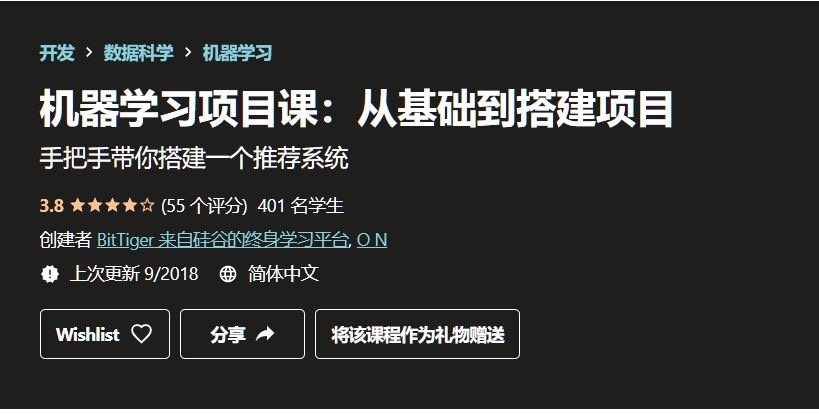 开发 > 数据科学 > 机器学习
机器学习项目课：从基础到搭建项目
手把手带你搭建一个推荐系统
3.8 (55 个评分) 401 名学生
创建者 BitTiger 来自硅谷的终身学习平台, O N
上次更新 9/2018 简体中文
Wishlist 分享 将该课程作为礼物赠送